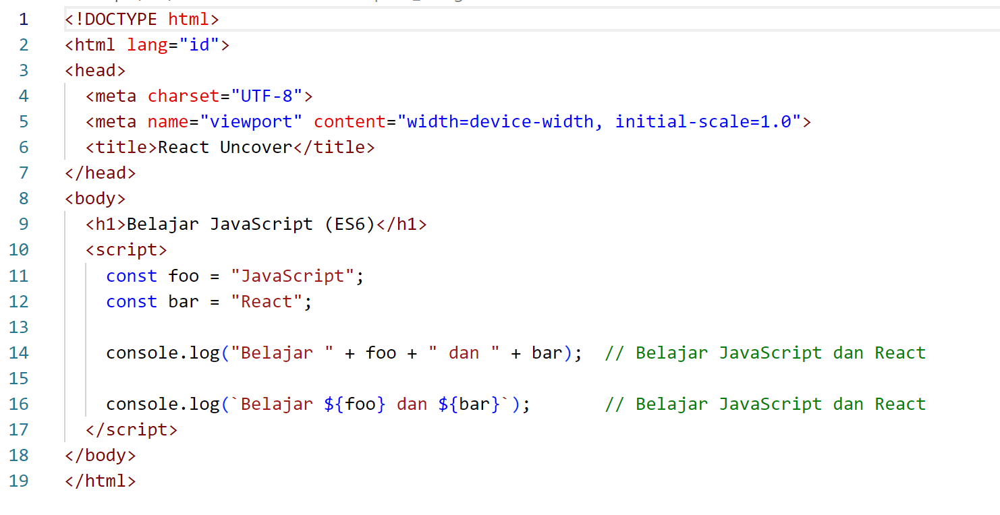 1 <!DOCTYPE html>
2 <html lang="id">
3 <head>
4   <meta charset="UTF-8">
5   <meta name="viewport" content="width=device-width, initial-scale=1.0">
6   <title>React Uncover</title>
7 </head>
8 <body>
9   <h1>Belajar JavaScript (ES6)</h1>
10   <script>
11     const foo = "JavaScript";
12     const bar = "React";
13
14     console.log("Belajar " + foo + " dan " + bar);  // Belajar JavaScript dan React
15
16     console.log(`Belajar ${foo} dan ${bar}`);       // Belajar JavaScript dan React
17   </script>
18 </body>
19 </html>